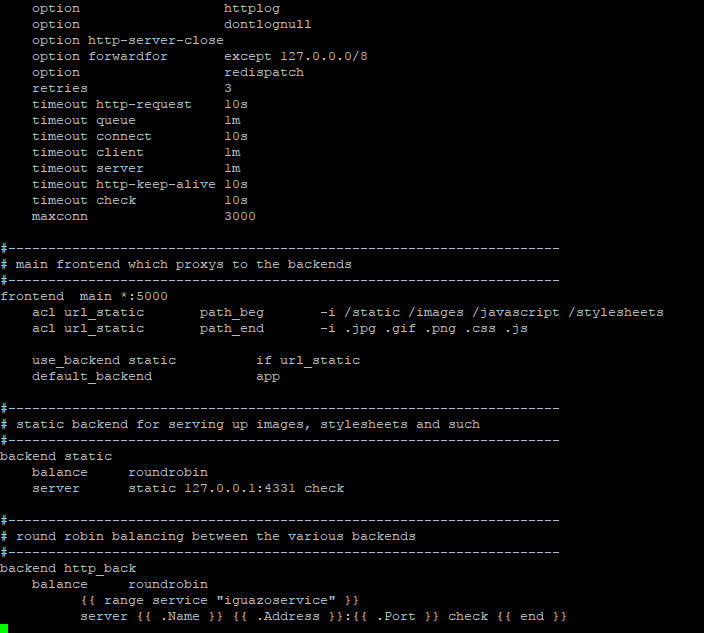 option                  httplog
option                  dontlognull
option http-server-close
option forwardfor       except 127.0.0.0/8
option                  redispatch
retries                 3
timeout http-request    10s
timeout queue           1m
timeout connect         10s
timeout client          1m
timeout server          1m
timeout http-keep-alive 10s
timeout check           10s
maxconn                 3000
#---------------------------------------------------------------------
# main frontend which proxys to the backends
#---------------------------------------------------------------------
frontend  main *:5000
acl url_static       path_beg       -i /static /images /javascript /stylesheets
acl url_static       path_end       -i .jpg .gif .png .css .js
use_backend static          if url_static
default_backend             app
#---------------------------------------------------------------------
# static backend for serving up images, stylesheets and such
#---------------------------------------------------------------------
backend static
balance     roundrobin
server      static 127.0.0.1:4331 check
#---------------------------------------------------------------------
# round robin balancing between the various backends
#---------------------------------------------------------------------
backend http_back
balance     roundrobin
{{ range service "iguazoservice" }}
server {{ .Name }} {{ .Address }}:{{ .Port }} check {{ end }}